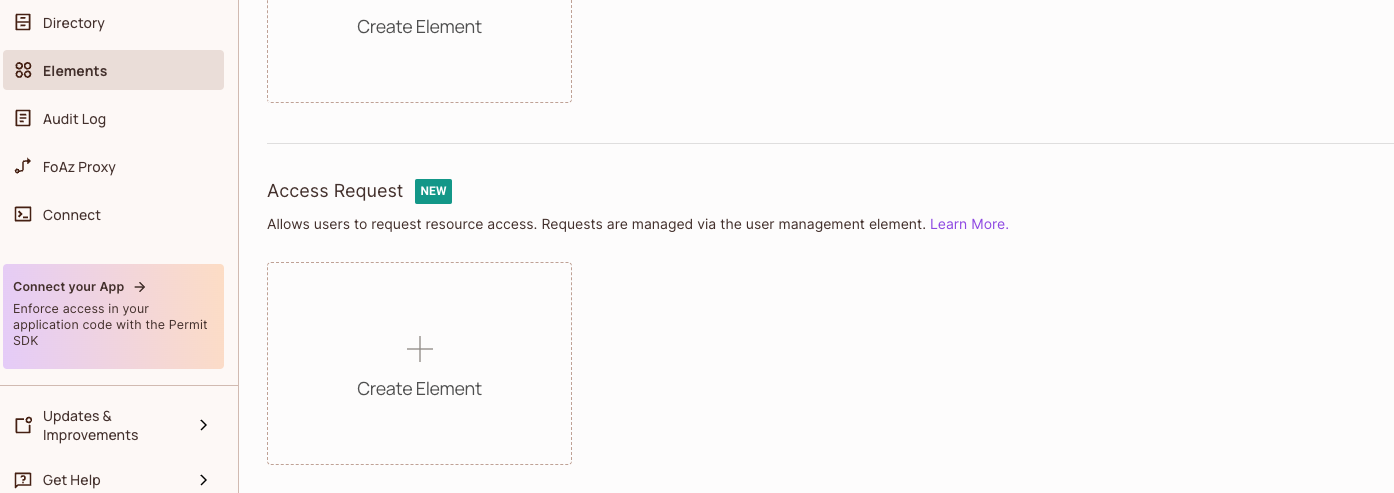 Directory
Elements
Audit Log
FoAz Proxy
Connect
Connect your App →
Enforce access in your
application code with the Permit
SDK
Updates &
Improvements
Get Help
Create Element
Access Request NEW
Allows users to request resource access. Requests are managed via the user management element. Learn More.
Create Element